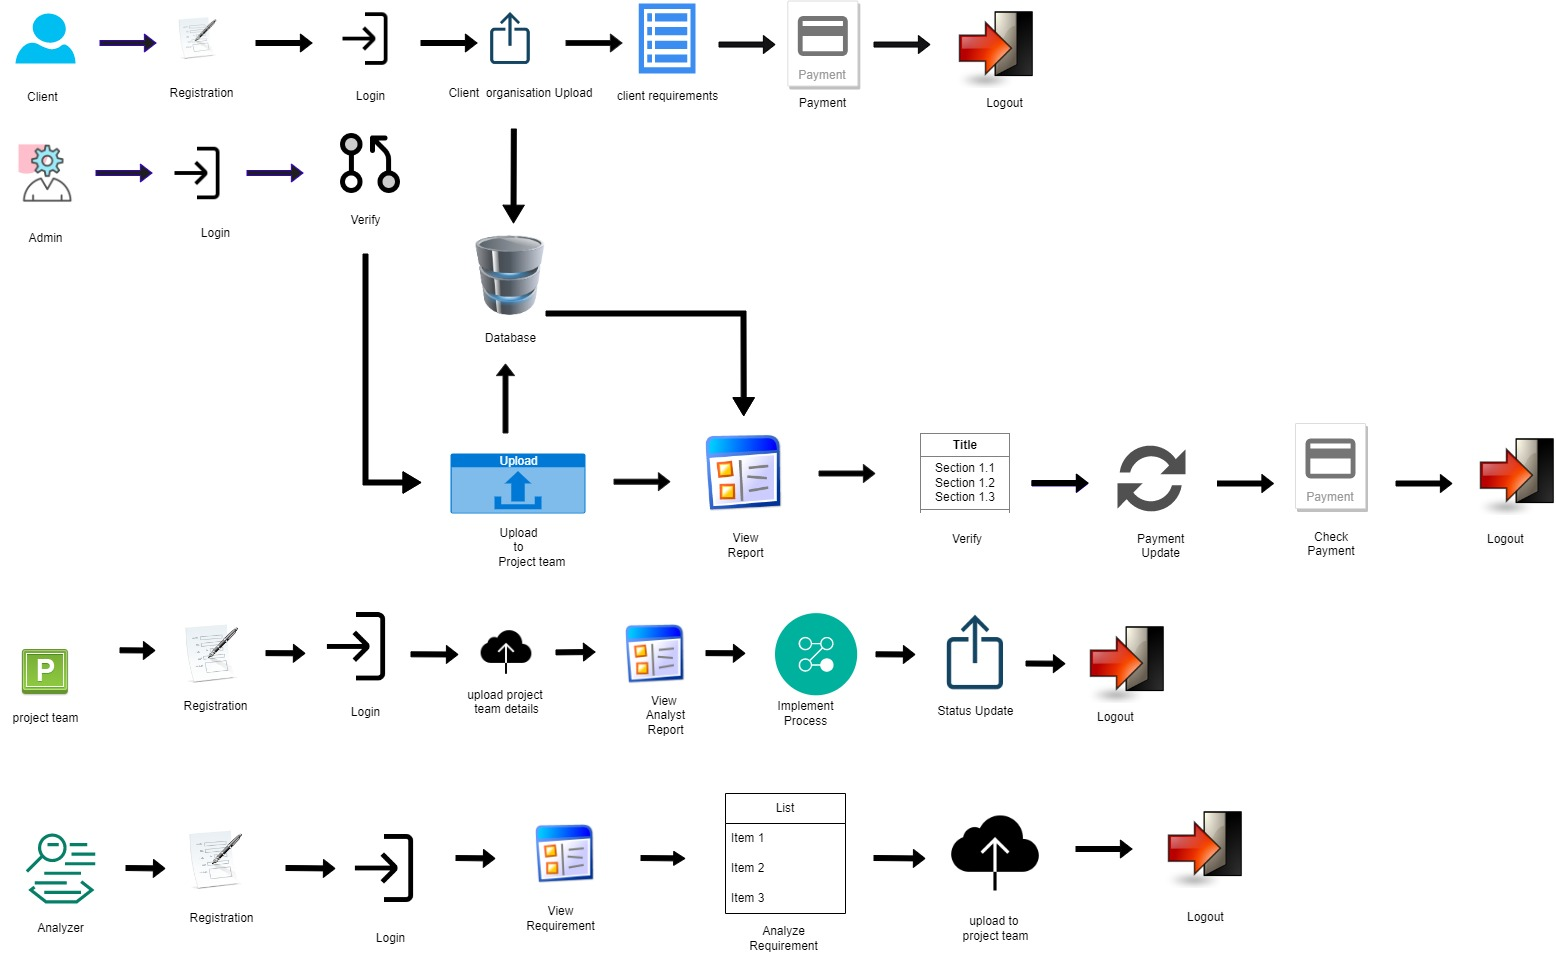 Payment
Client
Registration
Login
Client  organisation Upload
client requirements
Payment
Logout
Admin
Login
Verify
Database
Upload
Title
Section 1.1
Section 1.2
Section 1.3
Payment
Upload
to
Project team
View
Report
Verify
Payment
Update
Check
Payment
Logout
P
project team
Registration
Login
upload project
team details
View
Analyst
Report
Implement
Process
Status Update
Logout
List
Item 1
Item 2
Item 3
Analyzer
Registration
Login
View
Requirement
Analyze
Requirement
upload to
project team
Logout